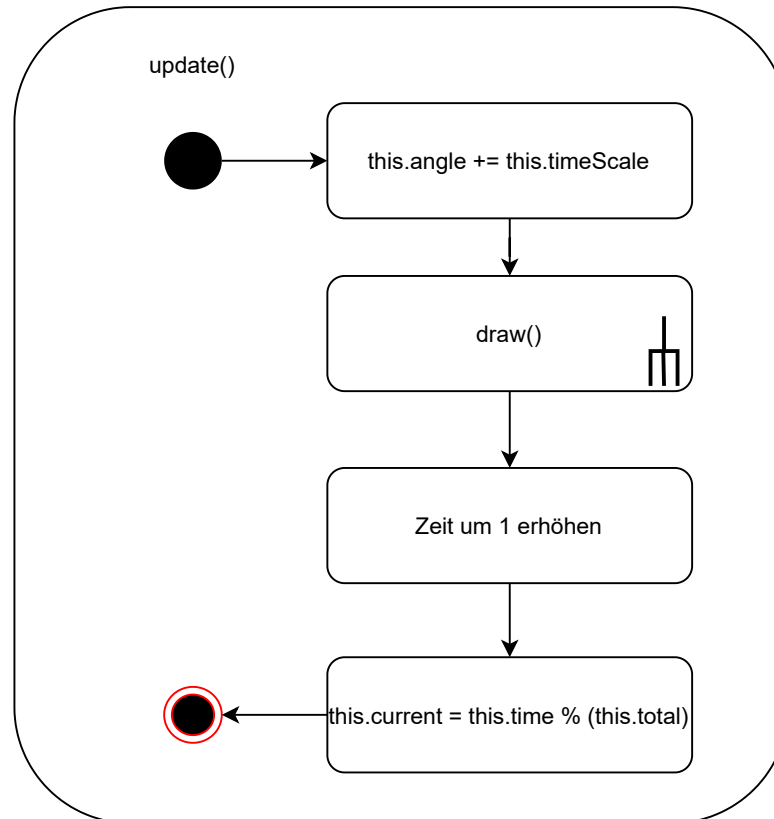 update()
this.angle += this.timeScale
draw()
Zeit um 1 erhöhen
this.current = this.time % (this.total)